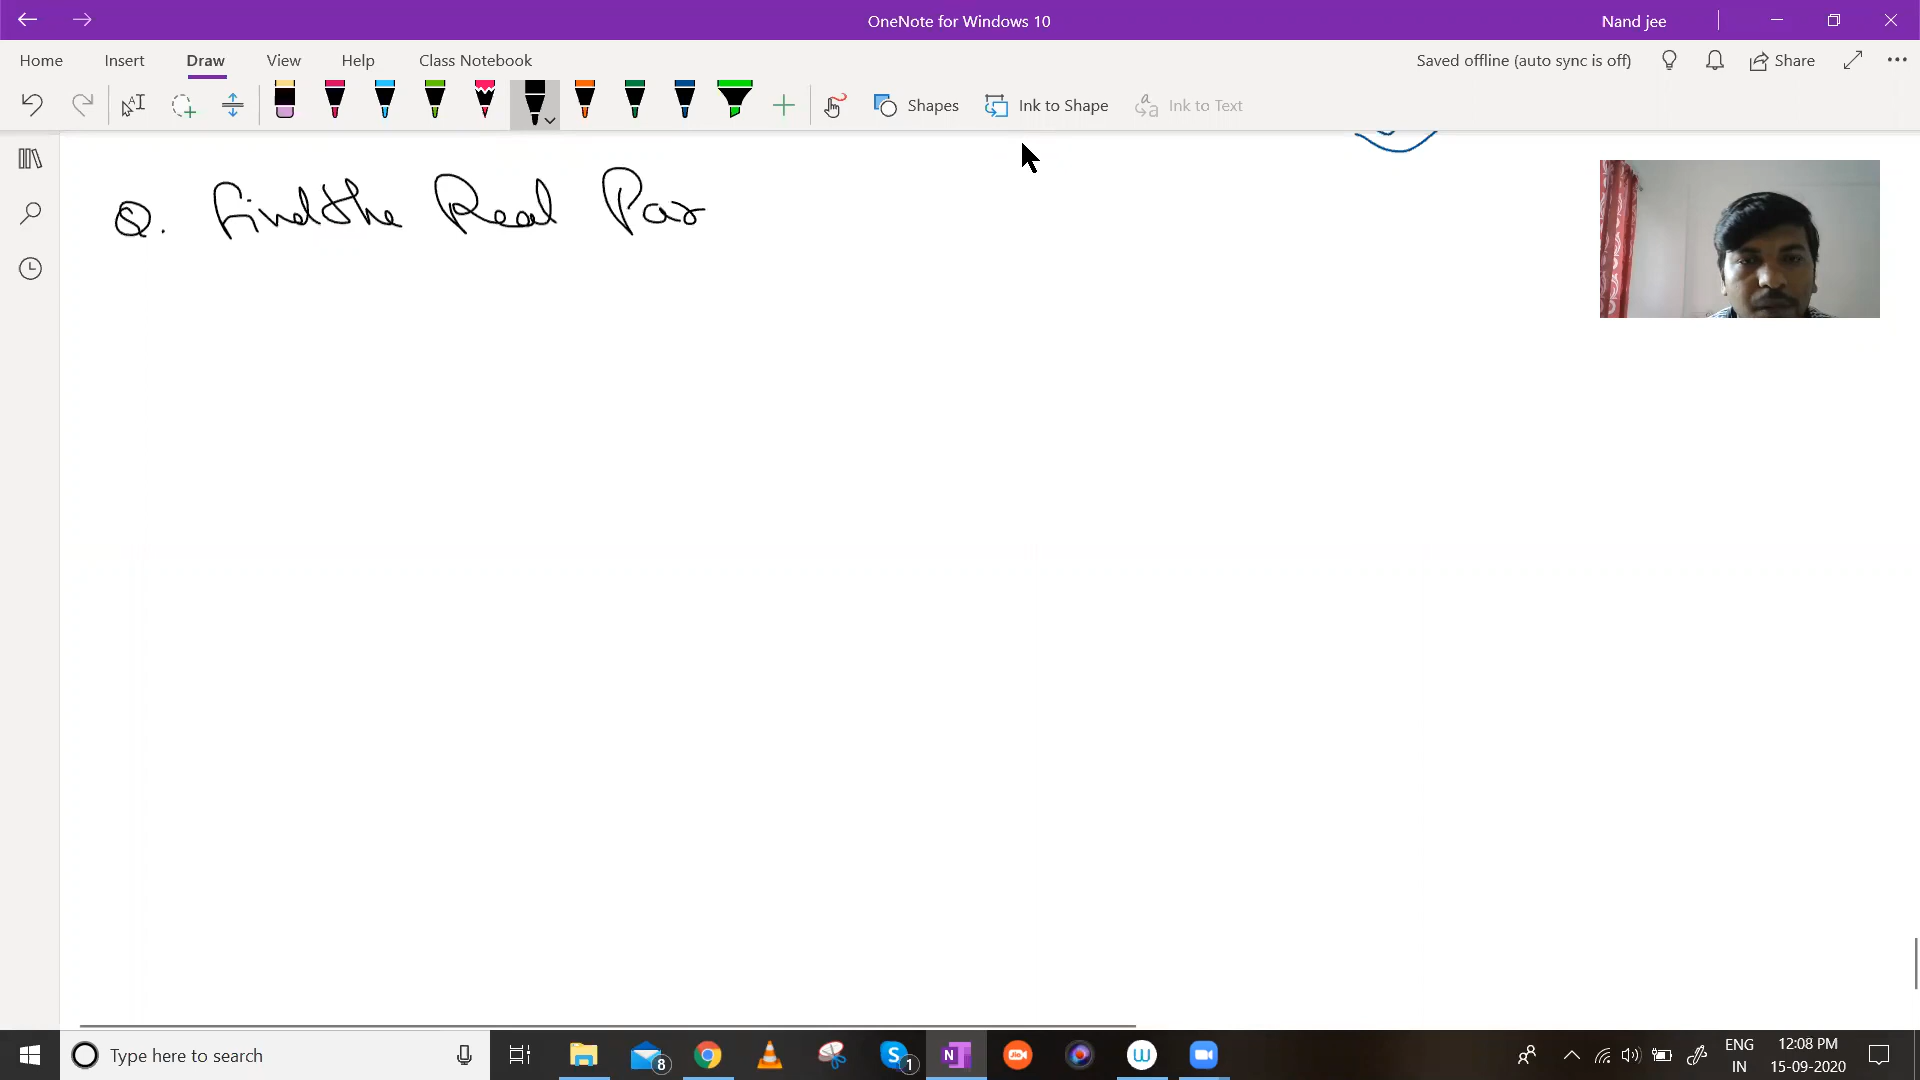 OneNote for Windows 10
Nand jee
Home Insert Draw View Help Class Notebook
Saved offline (auto sync is off) Share
Shapes Ink to Shape Ink to Text
Q. Find the Real Par
Type here to search
8
1
ENG
IN
12:08 PM
15-09-2020